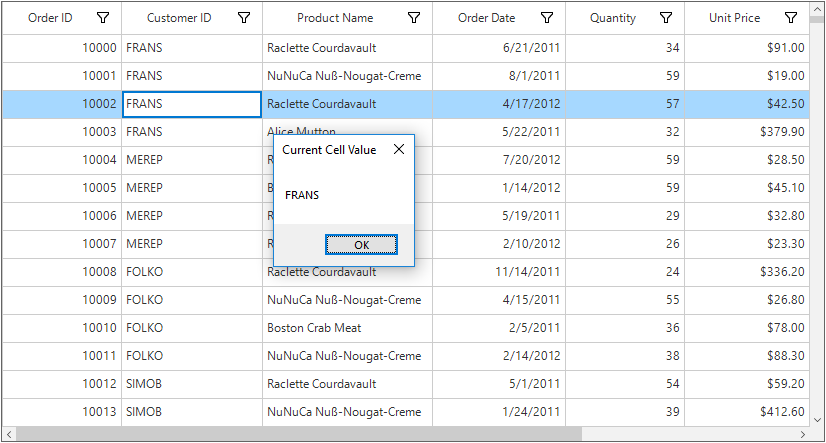 Order ID Customer ID Product Name Order Date Quantity Unit Price
10000 FRANS Raclette Courdavault 6/21/2011 34 $91.00
10001 FRANS NuNuCa Nuß-Nougat-Creme 8/1/2011 59 $19.00
10002 FRANS Raclette Courdavault 4/17/2012 57 $42.50
10003 FRANS Alice Mutton 5/22/2011 32 $379.90
Current Cell Value
10004 MEREP R 7/20/2012 59 $28.50
10005 MEREP B 1/14/2012 59 $45.10
FRANS
10006 MEREP R 5/19/2011 29 $32.80
10007 MEREP R 2/10/2012 26 $23.30
OK
10008 FOLKO Raclette Courdavault 11/14/2011 24 $336.20
10009 FOLKO NuNuCa Nuß-Nougat-Creme 4/15/2011 55 $26.80
10010 FOLKO Boston Crab Meat 2/5/2011 36 $78.00
10011 FOLKO NuNuCa Nuß-Nougat-Creme 2/14/2012 38 $88.30
10012 SIMOB Raclette Courdavault 5/1/2011 54 $59.20
10013 SIMOB NuNuCa Nuß-Nougat-Creme 1/24/2011 39 $412.60